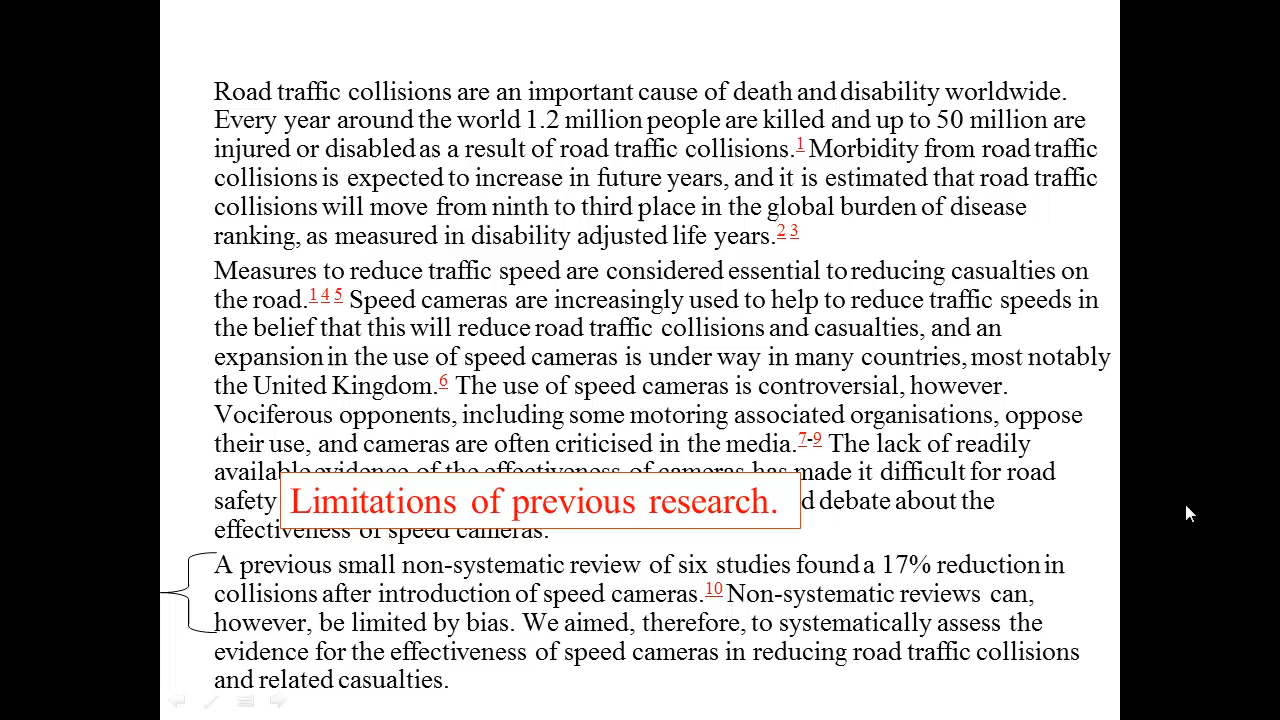 Road traffic collisions are an important cause of death and disability worldwide.
Every year around the world 1.2 million people are killed and up to 50 million are
injured or disabled as a result of road traffic collisions.1 Morbidity from road traffic
collisions is expected to increase in future years, and it is estimated that road traffic
collisions will move from ninth to third place in the global burden of disease
ranking, as measured in disability adjusted life years.2 3
Measures to reduce traffic speed are considered essential to reducing casualties on
the road.1 4 5 Speed cameras are increasingly used to help to reduce traffic speeds in
the belief that this will reduce road traffic collisions and casualties, and an
expansion in the use of speed cameras is under way in many countries, most notably
the United Kingdom.6 The use of speed cameras is controversial, however.
Vociferous opponents, including some motoring associated organisations, oppose
their use, and cameras are often criticised in the media.7-9 The lack of readily
available evidence of the effectiveness of cameras has made it difficult for road
safety debate about the
Limitations of previous research.
effectiveness of speed cameras.
A previous small non-systematic review of six studies found a 17% reduction in
collisions after introduction of speed cameras.10 Non-systematic reviews can,
however, be limited by bias. We aimed, therefore, to systematically assess the
evidence for the effectiveness of speed cameras in reducing road traffic collisions
and related casualties.